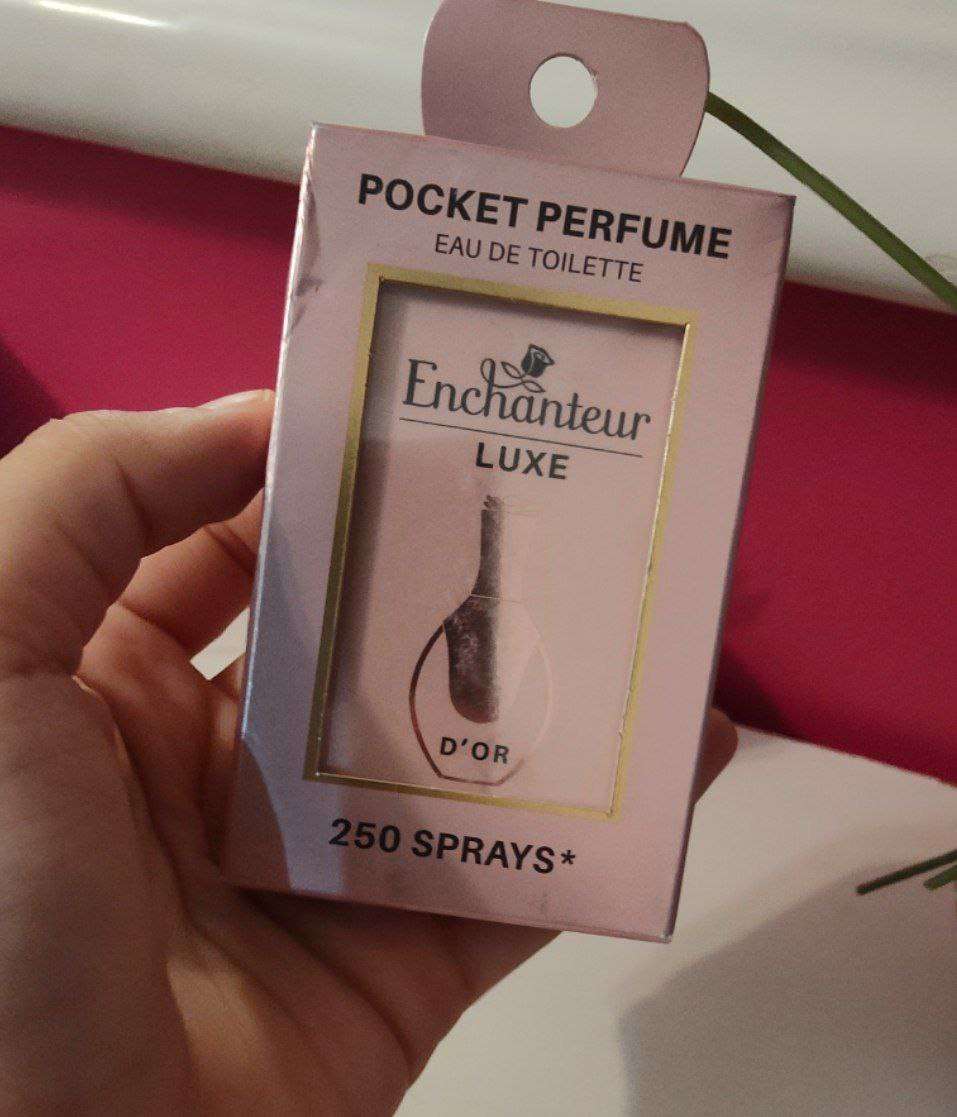 POCKET PERFUME
EAU DE TOILETTE
Enchanteur
LUXE
D'OR
250 SPRAYS*